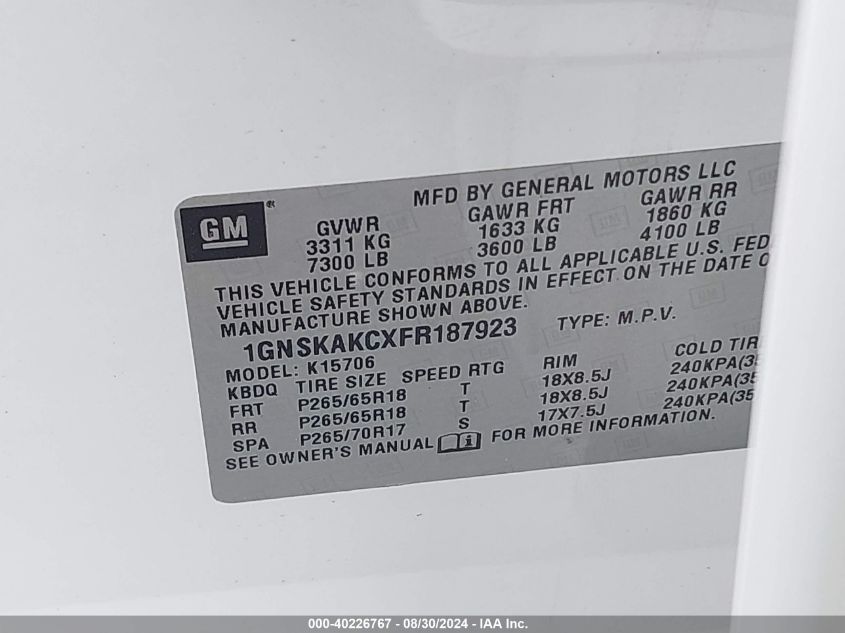 MFD BY GENERAL MOTORS LLC
GM®
GVWR GAWR FRT GAWR RR
3311 KG 1633 KG 1860 KG
7300 LB 3600 LB 4100 LB
THIS VEHICLE CONFORMS TO ALL APPLICABLE U.S. FED
VEHICLE SAFETY STANDARDS IN EFFECT ON THE DATE O
MANUFACTURE SHOWN ABOVE.
1GNSKAKCXFR187923 TYPE: M.P.V.
MODEL: K15706
KBDQ TIRE SIZE SPEED RTG RIM COLD TIR
FRT P265/65R18 T 18X8.5J 240KPA(35
RR P265/65R18 T 18X8.5J 240KPA(35
SPA P265/70R17 S 17X7.5J 240KPA(35
SEE OWNER'S MANUAL FOR MORE INFORMATION.
000-40226767 - 08/30/2024 - IAA Inc.